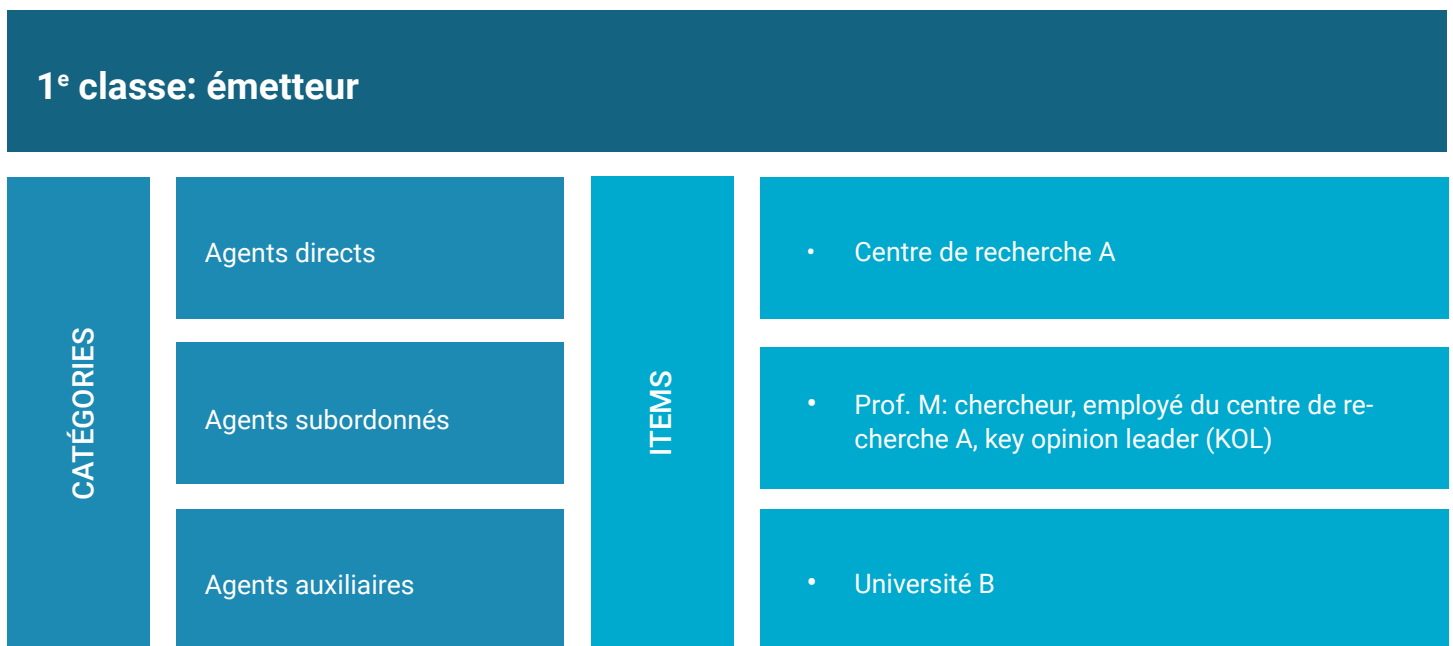 1e classe: émetteur
CATÉGORIES
Agents directs
Agents subordonnés
Agents auxiliaires
ITEMS
• Centre de recherche A
• Prof. M: chercheur, employé du centre de re-
cherche A, key opinion leader (KOL)
• Université B